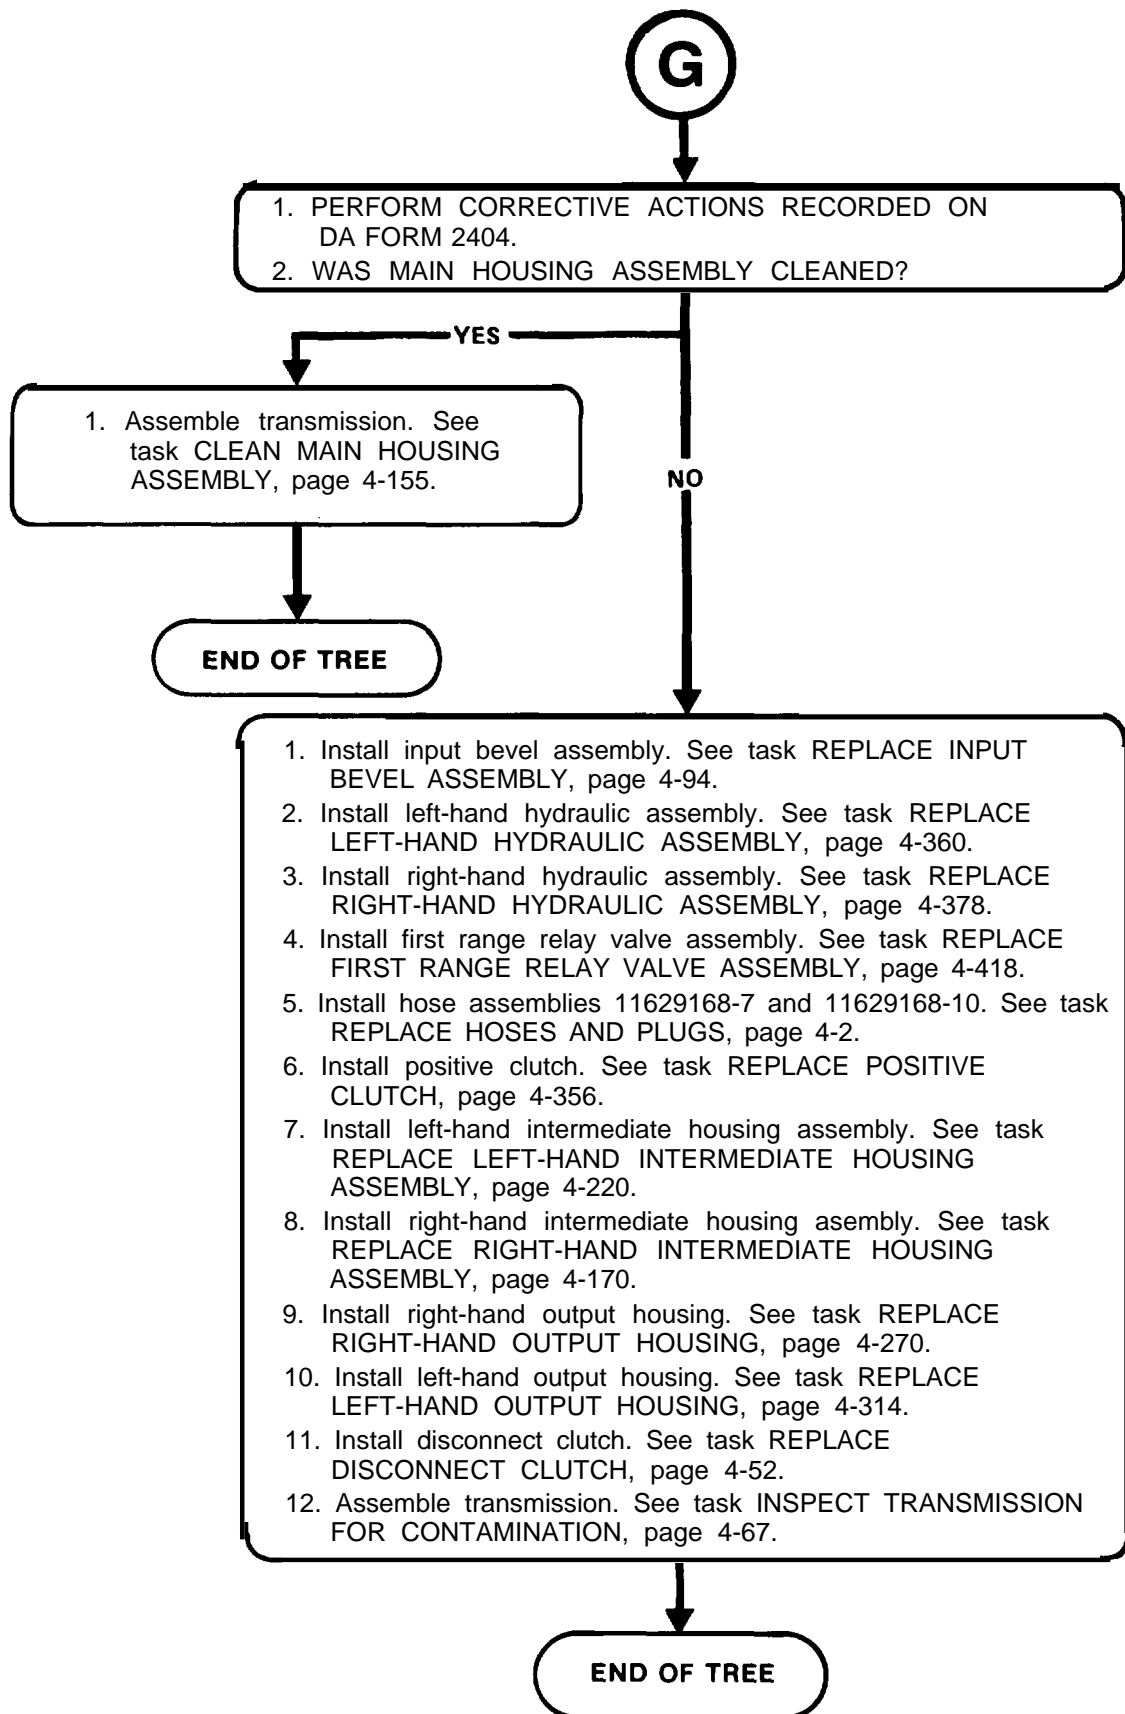 G
1. PERFORM CORRECTIVE ACTIONS RECORDED ON
DA FORM 2404.
2. WAS MAIN HOUSING ASSEMBLY CLEANED?
YES
1. Assemble transmission. See
task CLEAN MAIN HOUSING
ASSEMBLY, page 4-155.
NO
END OF TREE
1. Install input bevel assembly. See task REPLACE INPUT
BEVEL ASSEMBLY, page 4-94.
2. Install left-hand hydraulic assembly. See task REPLACE
LEFT-HAND HYDRAULIC ASSEMBLY, page 4-360.
3. Install right-hand hydraulic assembly. See task REPLACE
RIGHT-HAND HYDRAULIC ASSEMBLY, page 4-378.
4. Install first range relay valve assembly. See task REPLACE
FIRST RANGE RELAY VALVE ASSEMBLY, page 4-418.
5. Install hose assemblies 11629168-7 and 11629168-10. See task
REPLACE HOSES AND PLUGS, page 4-2.
6. Install positive clutch. See task REPLACE POSITIVE
CLUTCH, page 4-356.
7. Install left-hand intermediate housing assembly. See task
REPLACE LEFT-HAND INTERMEDIATE HOUSING
ASSEMBLY, page 4-220.
8. Install right-hand intermediate housing asembly. See task
REPLACE RIGHT-HAND INTERMEDIATE HOUSING
ASSEMBLY, page 4-170.
9. Install right-hand output housing. See task REPLACE
RIGHT-HAND OUTPUT HOUSING, page 4-270.
10. Install left-hand output housing. See task REPLACE
LEFT-HAND OUTPUT HOUSING, page 4-314.
11. Install disconnect clutch. See task REPLACE
DISCONNECT CLUTCH, page 4-52.
12. Assemble transmission. See task INSPECT TRANSMISSION
FOR CONTAMINATION, page 4-67.
END OF TREE